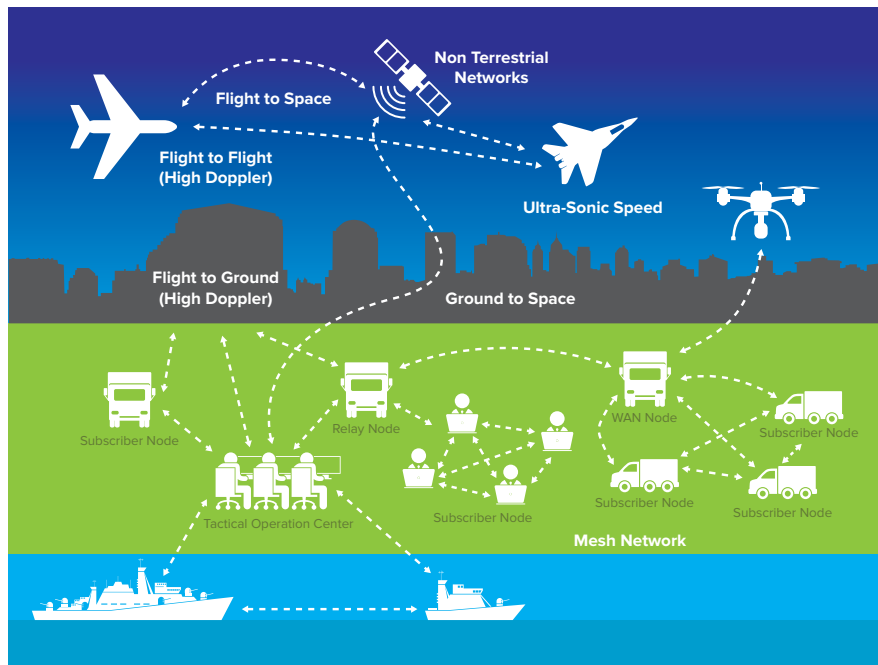 Non Terrestrial
Networks
Flight to Space
Flight to Flight
(High Doppler)
Ultra-Sonic Speed
Flight to Ground
(High Doppler)
Ground to Space
Subscriber Node
Relay Node
WAN Node
Subscriber Node
Subscriber Node
Subscriber Node
Subscriber Node
Tactical Operation Center
Mesh Network